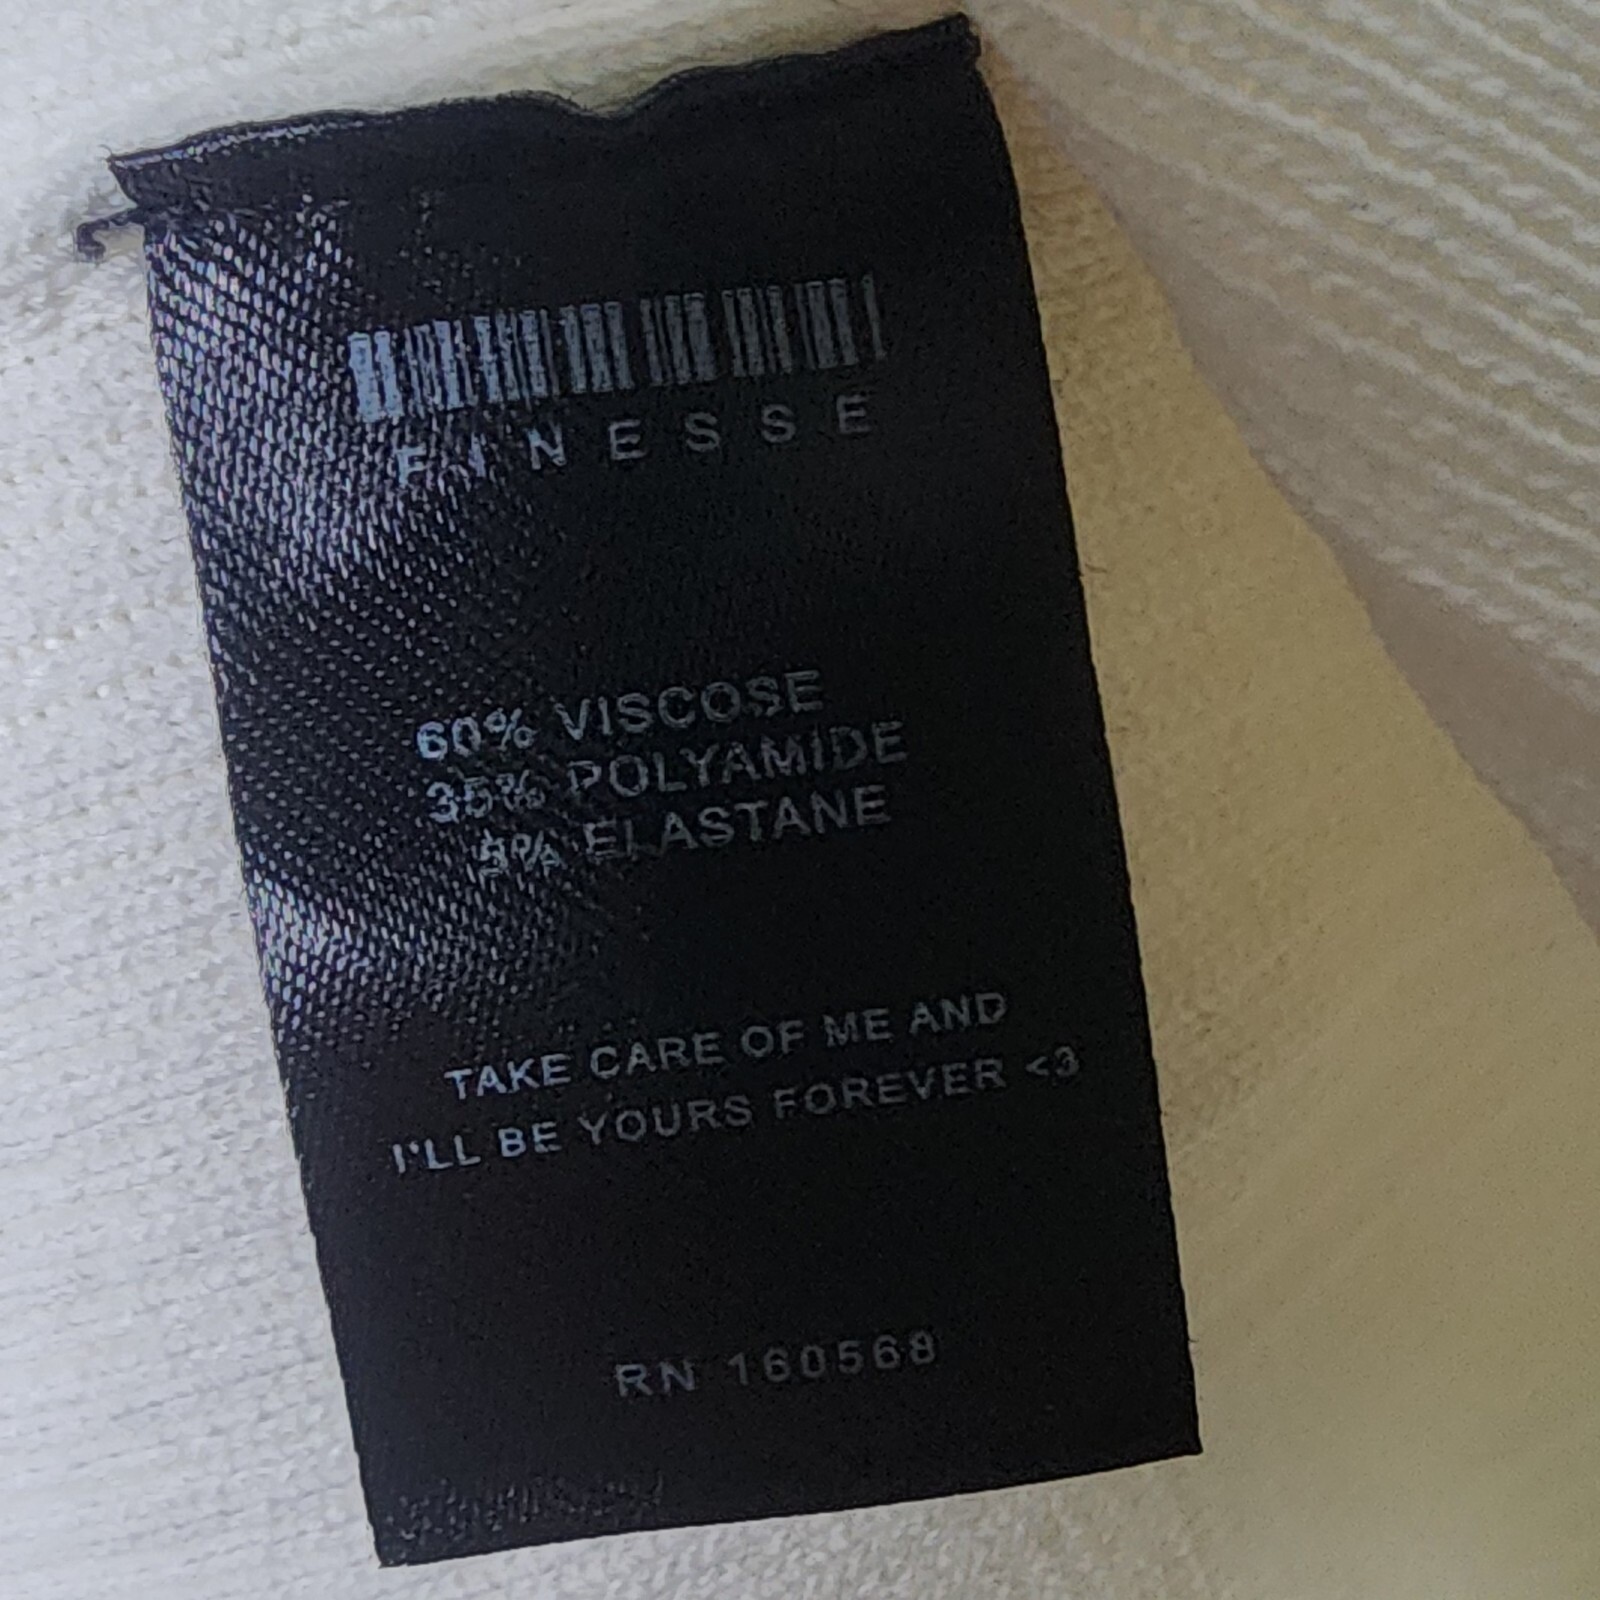 FINESSE
60% VISCOSE
35% POLYAMIDE
5% ELASTANE
TAKE CARE OF ME AND
I'LL BE YOURS FOREVER <3
RN 160568